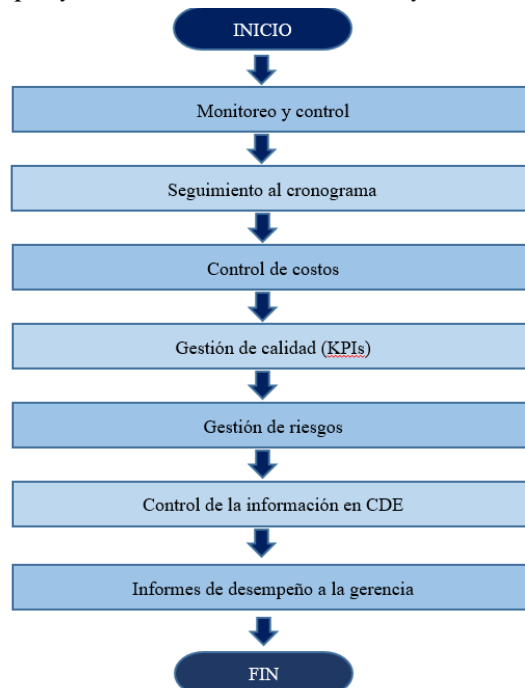 INICIO
Monitoreo y control
Seguimiento al cronograma
Control de costos
Gestión de calidad (KPIs)
Gestión de riesgos
Control de la información en CDE
Informes de desempeño a la gerencia
FIN